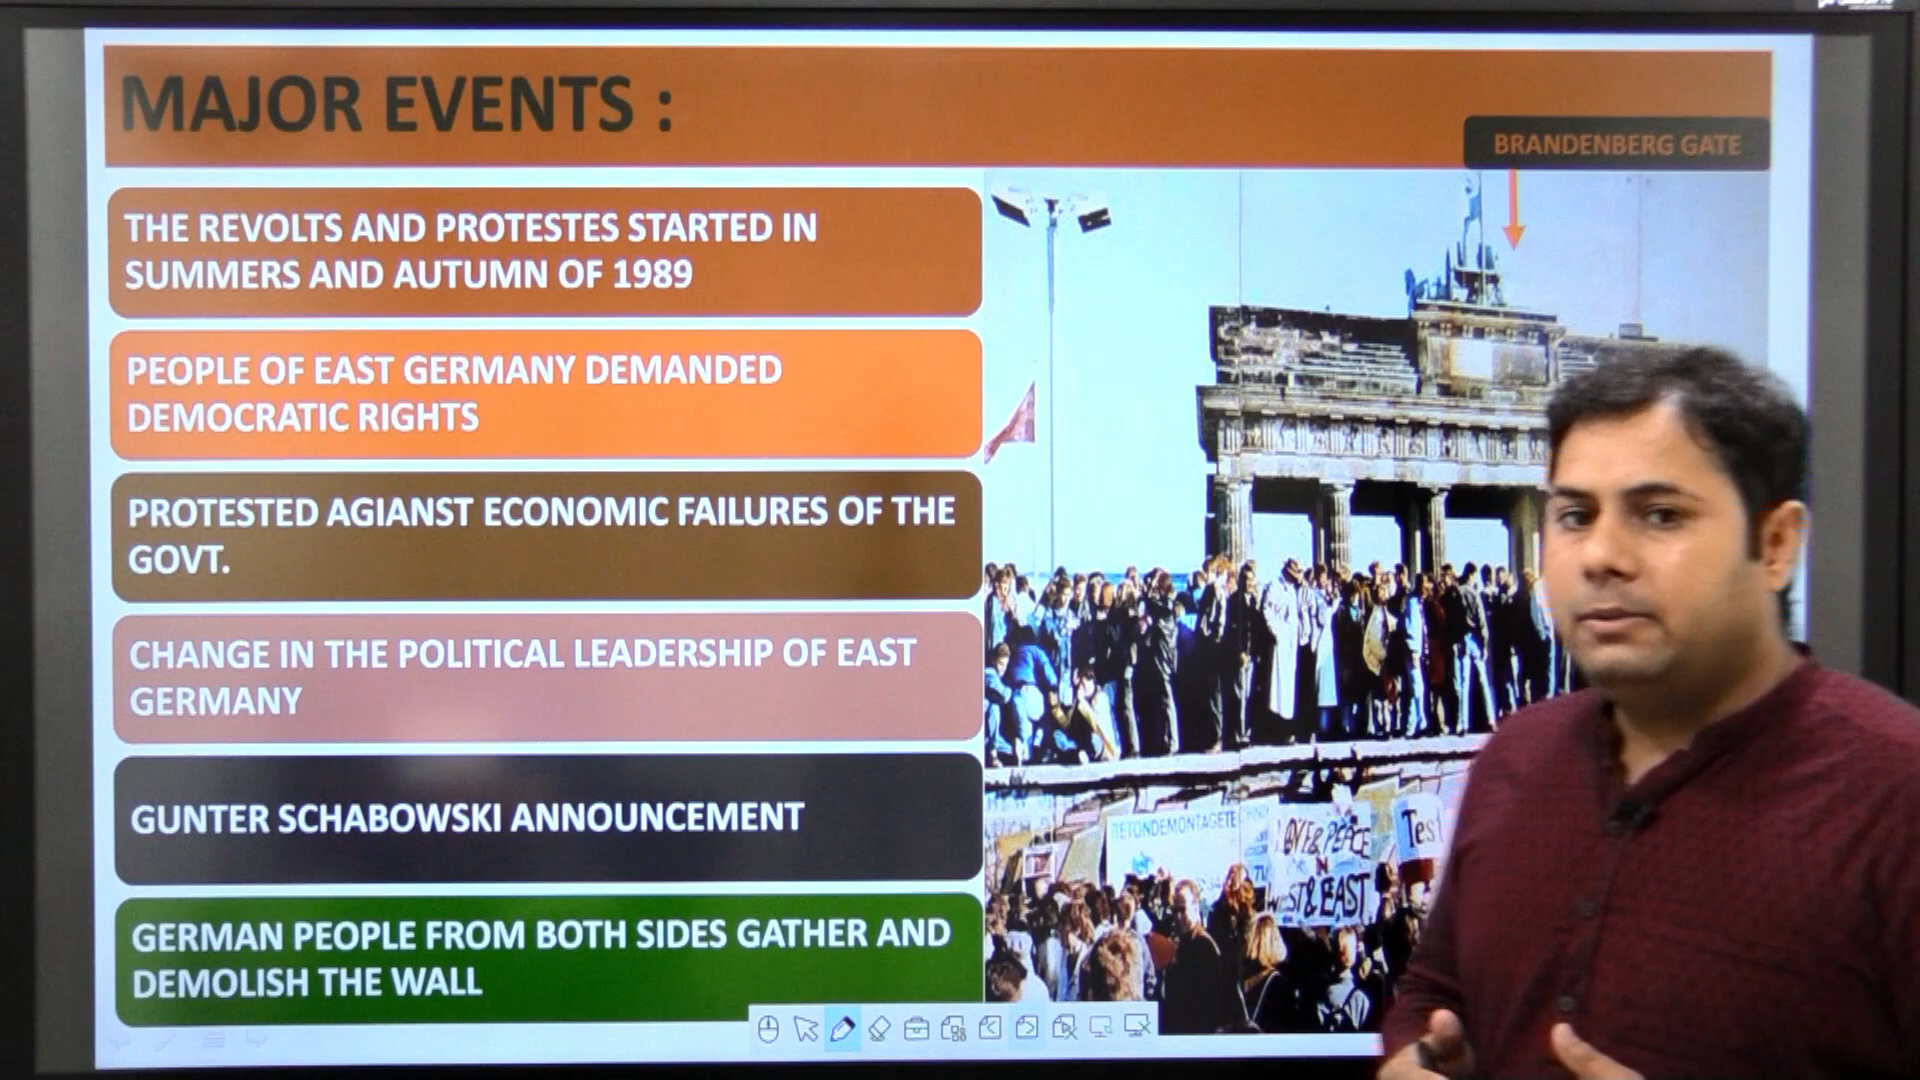 MAJOR EVENTS :
BRANDENBERG GATE
THE REVOLTS AND PROTESTES STARTED IN
SUMMERS AND AUTUMN OF 1989
PEOPLE OF EAST GERMANY DEMANDED
DEMOCRATIC RIGHTS
PROTESTED AGIANST ECONOMIC FAILURES OF THE
GOVT.
CHANGE IN THE POLITICAL LEADERSHIP OF EAST
GERMANY
GUNTER SCHABOWSKI ANNOUNCEMENT
GERMAN PEOPLE FROM BOTH SIDES GATHER AND
DEMOLISH THE WALL
LOVE & PEACE
IN
WEST & EAST